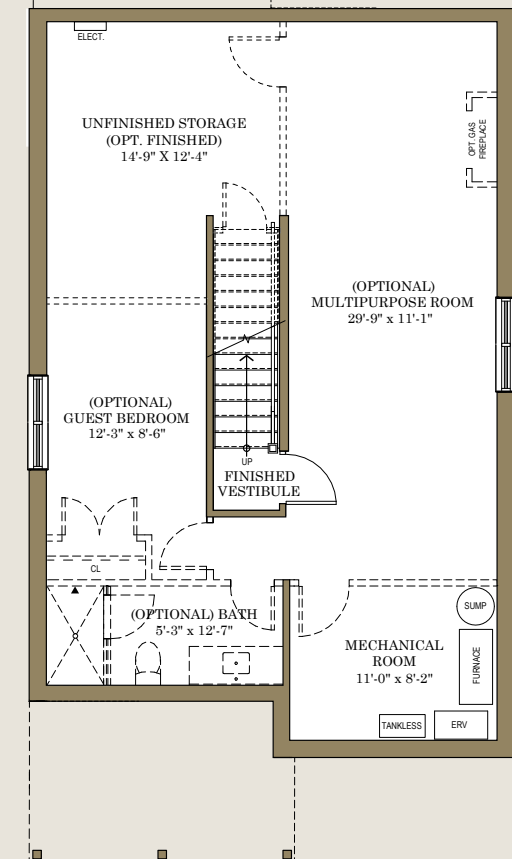 ELECT.
UNFINISHED STORAGE
(OPT. FINISHED)
14'-9" X 12'-4"
OPT. GAS
FIREPLACE
(OPTIONAL)
MULTIPURPOSE ROOM
29'-9" x 11'-1"
(OPTIONAL)
GUEST BEDROOM
12'-3" x 8'-6"
UP
FINISHED
VESTIBULE
CL
(OPTIONAL) BATH
5'-3" x 12'-7"
MECHANICAL
ROOM
11'-0" x 8'-2"
SUMP
FURNACE
TANKLESS
ERV